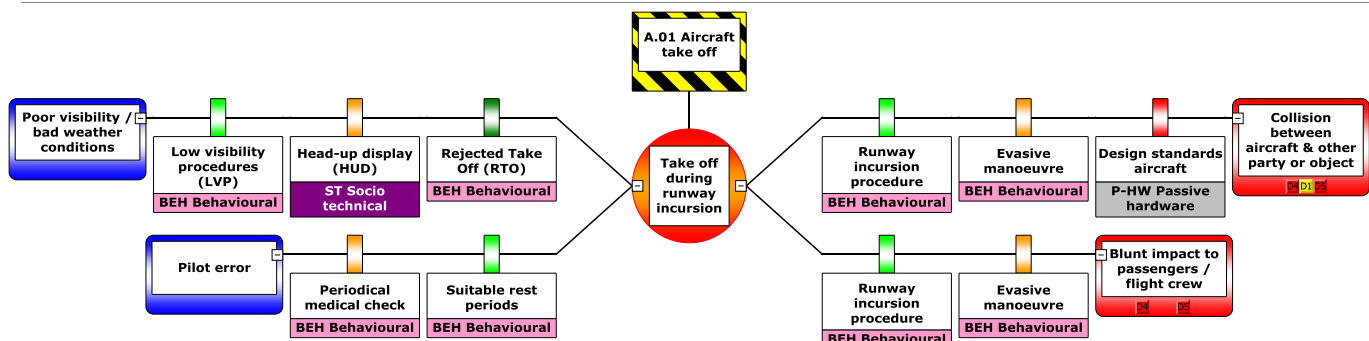 A.01 Aircraft
take off
Poor visibility /
bad weather
conditions
Low visibility
procedures
(LVP)
BEH Behavioural
Head-up display
(HUD)
ST Socio
technical
Rejected Take
Off (RTO)
BEH Behavioural
Take off
during
runway
incursion
Runway
incursion
procedure
BEH Behavioural
Evasive
manoeuvre
BEH Behavioural
Design standards
aircraft
P-HW Passive
hardware
Collision
between
aircraft & other
party or object
D4 D1 D5
Pilot error
Periodical
medical check
BEH Behavioural
Suitable rest
periods
BEH Behavioural
Runway
incursion
procedure
BEH Behavioural
Evasive
manoeuvre
BEH Behavioural
Blunt impact to
passengers /
flight crew
D4 D5